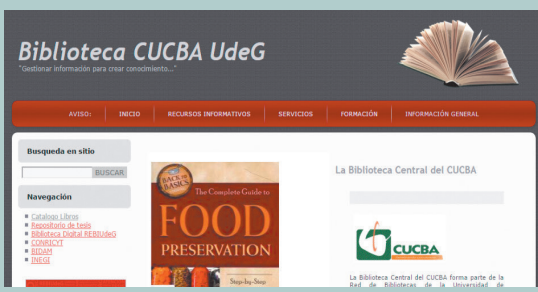 Biblioteca CUCBA UdeG
"Gestionar información para crear conocimiento..."
AVISO: INICIO RECURSOS INFORMATIVOS SERVICIOS FORMACIÓN INFORMACIÓN GENERAL
Busqueda en sitio
BUSCAR
Navegación
Catalogo Libros
Repositorio de tesis
Biblioteca Digital REBIUdeG
CONRICYT
BIDAM
INEGI
BACK TO BASICS
The Complete Guide to
FOOD
PRESERVATION
Step-by-Step
La Biblioteca Central del CUCBA
CUCBA
La Biblioteca Central del CUCBA forma parte de la
Red de Bibliotecas de la Universidad de